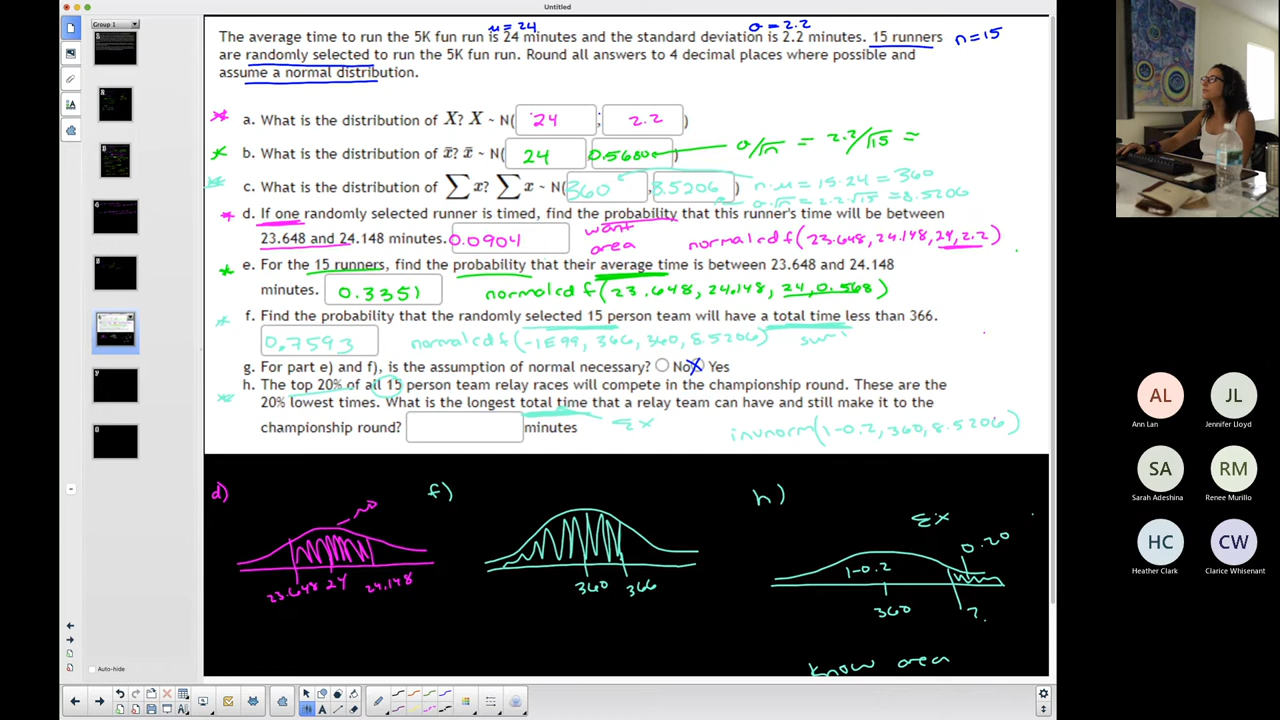 Untitled
Group 1
μ = 24
σ = 2.2
The average time to run the 5K fun run is 24 minutes and the standard deviation is 2.2 minutes. 15 runners
n = 15
are randomly selected to run the 5K fun run. Round all answers to 4 decimal places where possible and
assume a normal distribution.
a. What is the distribution of X? X ~ N( 24 , 2.2 )
b. What is the distribution of x̄? x̄ ~ N( 24 , 0.5680 ) σ/√n = 2.2/√15 =
c. What is the distribution of ∑x? ∑x ~ N( 360 , 8.5206 ) n·μ = 15·24 = 360
σ·√n = 2.2·√15 = 8.5206
d. If one randomly selected runner is timed, find the probability that this runner's time will be between
23.648 and 24.148 minutes. 0.0904 want area normalcdf(23.648, 24.148, 24, 2.2)
e. For the 15 runners, find the probability that their average time is between 23.648 and 24.148
minutes. 0.3351 normalcdf(23.648, 24.148, 24, 0.568)
f. Find the probability that the randomly selected 15 person team will have a total time less than 366.
0.7593 normalcdf(-1E99, 366, 360, 8.5206) sum
g. For part e) and f), is the assumption of normal necessary? No X Yes
h. The top 20% of all 15 person team relay races will compete in the championship round. These are the
20% lowest times. What is the longest total time that a relay team can have and still make it to the
championship round? minutes Σx
invnorm(1-0.2, 360, 8.5206)
d) f) h)
Σx
0.20
1-0.2
23.648 24 24.148
360 366
360 ?
know area
Auto-hide
AL JL
Ann Lan Jennifer Lloyd
SA RM
Sarah Adeshina Renee Murillo
HC CW
Heather Clark Clarice Whisenant